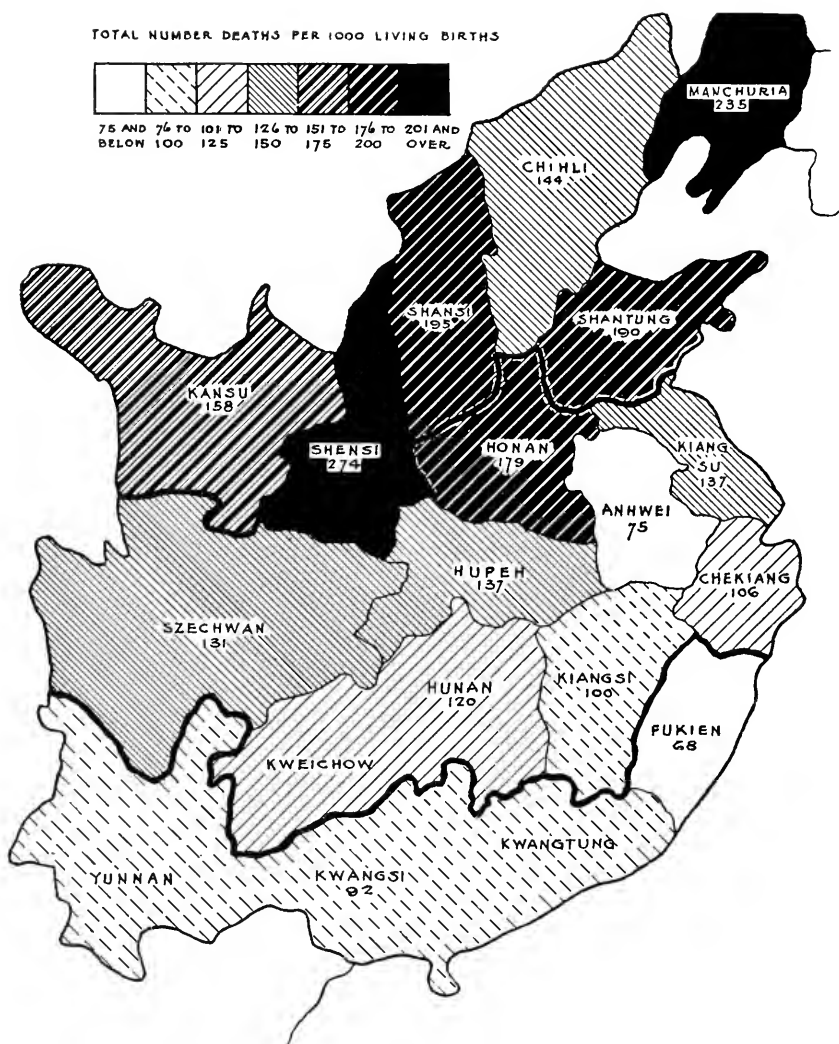 TOTAL NUMBER DEATHS PER 1000 LIVING BIRTHS
75 AND 76 TO 101 TO 126 TO 151 TO 176 TO 201 AND
BELOW 100 125 150 175 200 OVER
MANCHURIA
235
CHIHLI
144
SHANSI
195
SHANTUNG
190
KANSU
158
SHENSI
274
HONAN
179
KIANG
SU
137
ANHWEI
75
HUPEH
137
CHEKIANG
106
SZECHWAN
131
HUNAN
120
KIANGSI
100
FUKIEN
68
KWEICHOW
KWANGTUNG
YUNNAN
KWANGSI
92